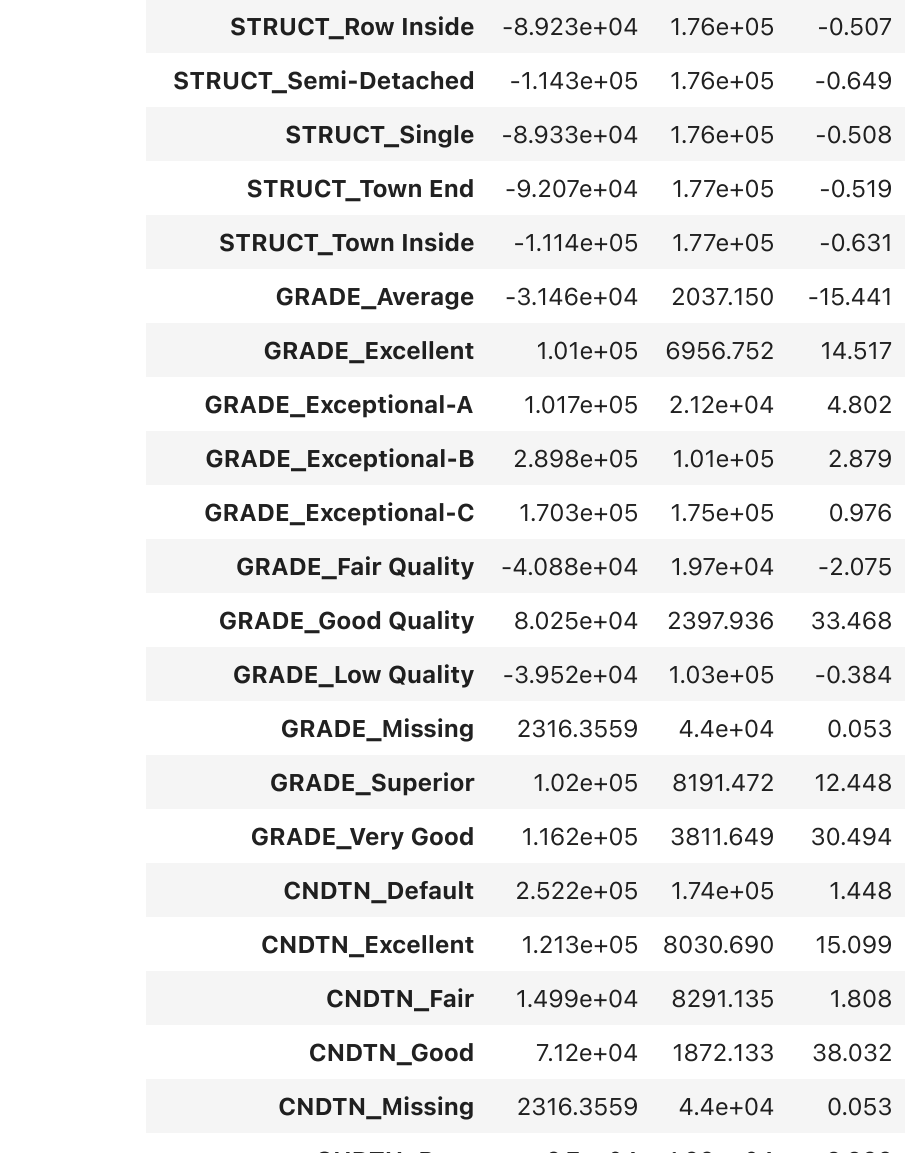 STRUCT_Row Inside -8.923e+04 1.76e+05 -0.507
STRUCT_Semi-Detached -1.143e+05 1.76e+05 -0.649
STRUCT_Single -8.933e+04 1.76e+05 -0.508
STRUCT_Town End -9.207e+04 1.77e+05 -0.519
STRUCT_Town Inside -1.114e+05 1.77e+05 -0.631
GRADE_Average -3.146e+04 2037.150 -15.441
GRADE_Excellent 1.01e+05 6956.752 14.517
GRADE_Exceptional-A 1.017e+05 2.12e+04 4.802
GRADE_Exceptional-B 2.898e+05 1.01e+05 2.879
GRADE_Exceptional-C 1.703e+05 1.75e+05 0.976
GRADE_Fair Quality -4.088e+04 1.97e+04 -2.075
GRADE_Good Quality 8.025e+04 2397.936 33.468
GRADE_Low Quality -3.952e+04 1.03e+05 -0.384
GRADE_Missing 2316.3559 4.4e+04 0.053
GRADE_Superior 1.02e+05 8191.472 12.448
GRADE_Very Good 1.162e+05 3811.649 30.494
CNDTN_Default 2.522e+05 1.74e+05 1.448
CNDTN_Excellent 1.213e+05 8030.690 15.099
CNDTN_Fair 1.499e+04 8291.135 1.808
CNDTN_Good 7.12e+04 1872.133 38.032
CNDTN_Missing 2316.3559 4.4e+04 0.053